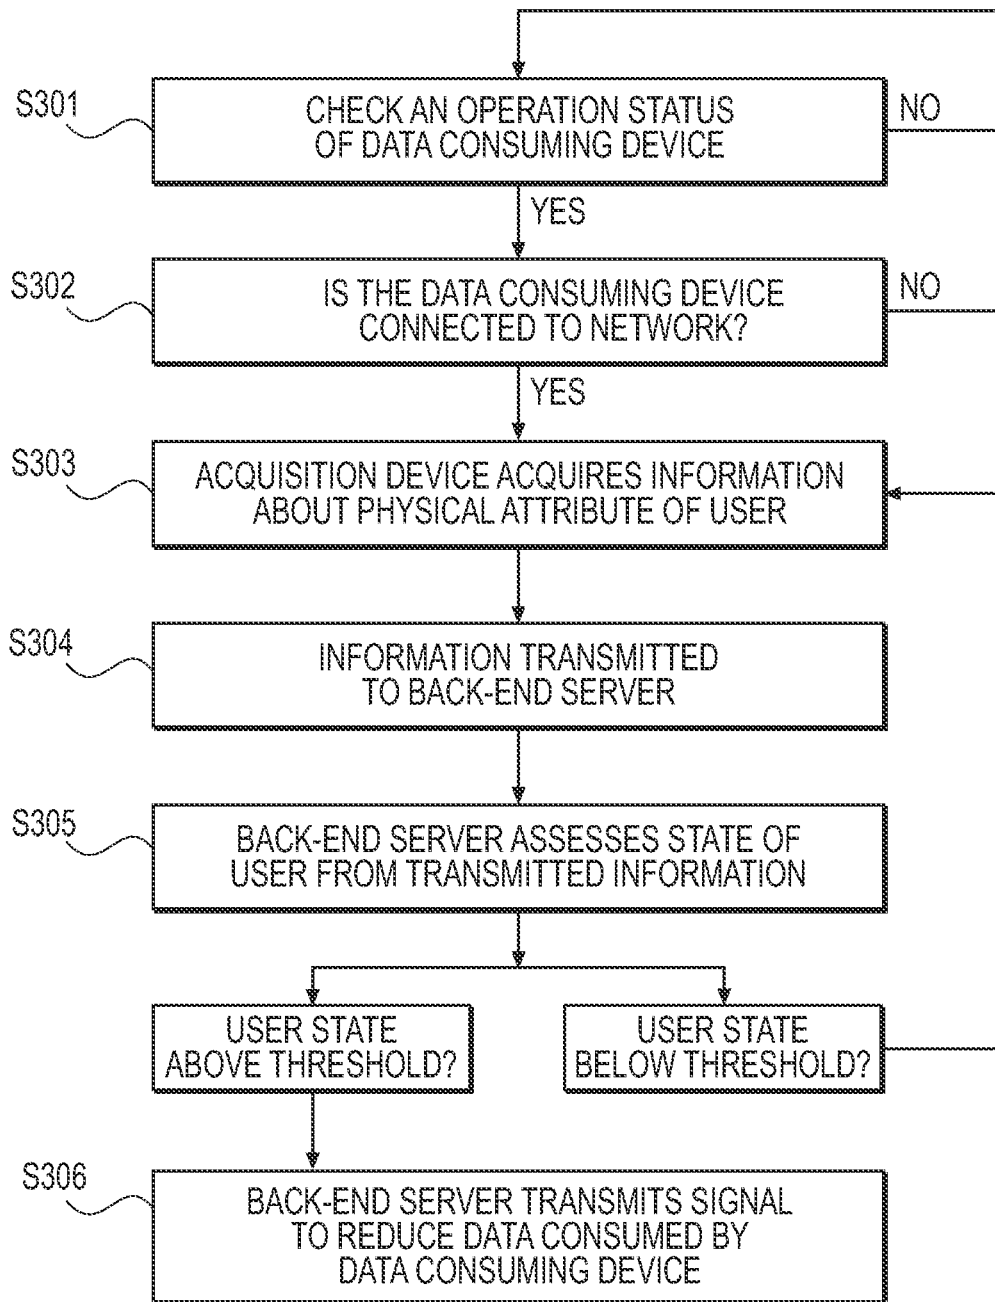 S301
CHECK AN OPERATION STATUS
OF DATA CONSUMING DEVICE
NO
YES
S302
IS THE DATA CONSUMING DEVICE
CONNECTED TO NETWORK?
NO
YES
S303
ACQUISITION DEVICE ACQUIRES INFORMATION
ABOUT PHYSICAL ATTRIBUTE OF USER
S304
INFORMATION TRANSMITTED
TO BACK-END SERVER
S305
BACK-END SERVER ASSESSES STATE OF
USER FROM TRANSMITTED INFORMATION
USER STATE
ABOVE THRESHOLD?
USER STATE
BELOW THRESHOLD?
S306
BACK-END SERVER TRANSMITS SIGNAL
TO REDUCE DATA CONSUMED BY
DATA CONSUMING DEVICE